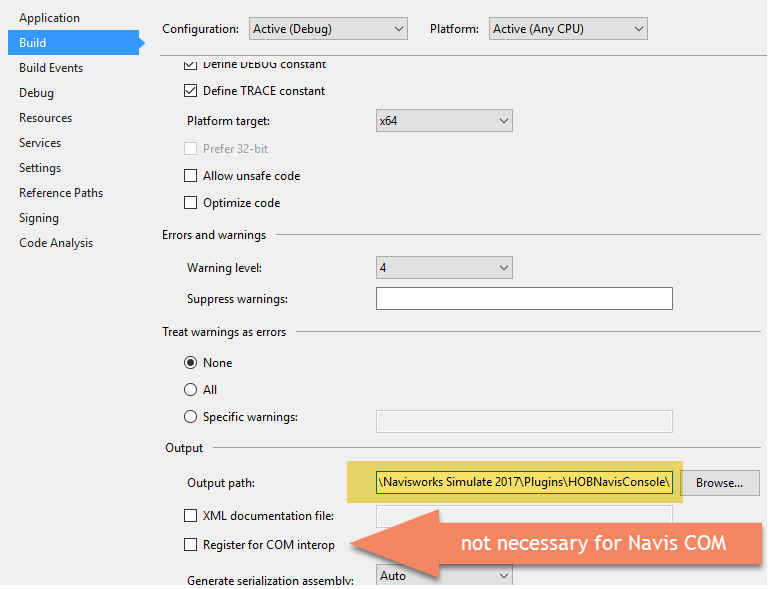 Application
Build
Build Events
Debug
Resources
Services
Settings
Reference Paths
Signing
Code Analysis
Configuration: Active (Debug) Platform: Active (Any CPU)
Define DEBUG constant
Define TRACE constant
Platform target: x64
Prefer 32-bit
Allow unsafe code
Optimize code
Errors and warnings
Warning level: 4
Suppress warnings:
Treat warnings as errors
None
All
Specific warnings:
Output
Output path: \Navisworks Simulate 2017\Plugins\HOBNavisConsole\ Browse...
XML documentation file:
Register for COM interop not necessary for Navis COM
Generate serialization assembly: Auto